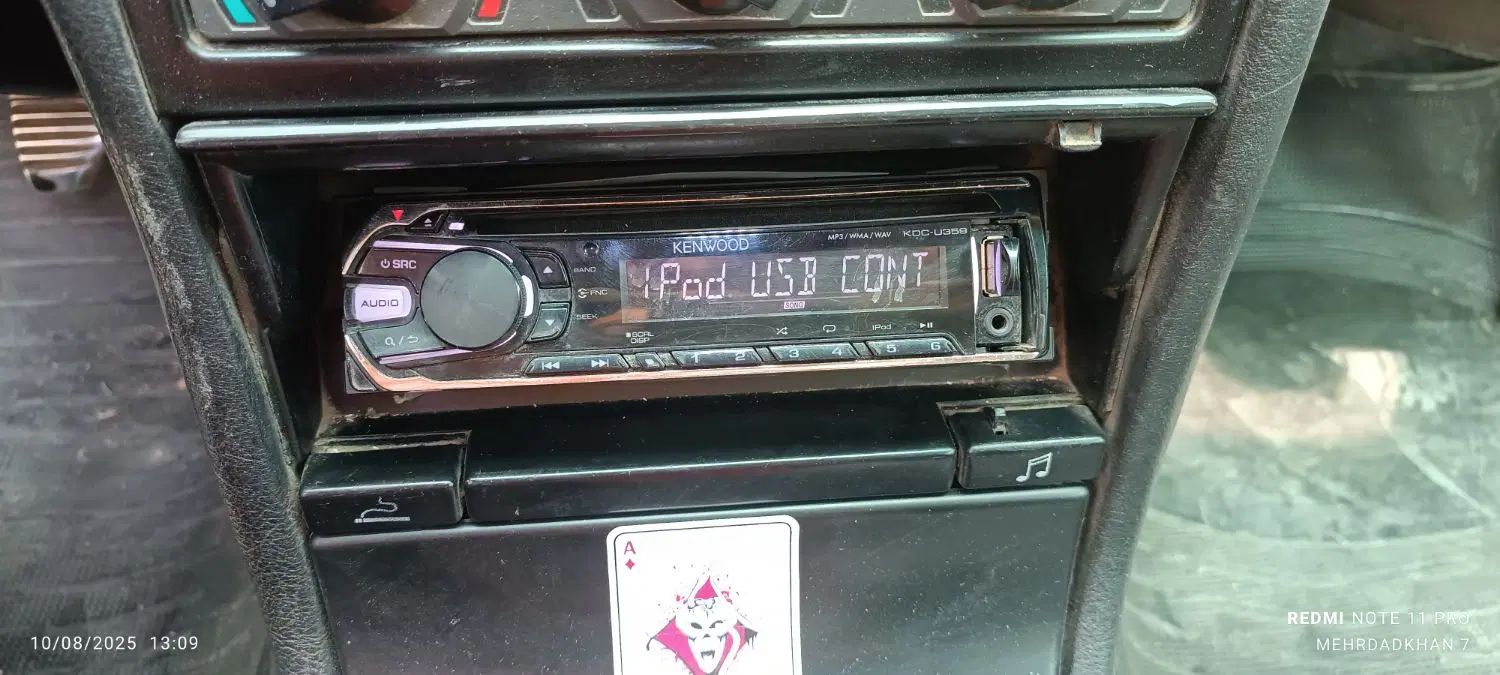 KENWOOD
MP3/WMA/WAV KDC-U359
SRC
BAND
AUDIO
FNC
iPod USB CONT
SEEK
SONG
SCRL
DISP
iPod
1 2 3 4 5 6
A
10/08/2025 13:09
REDMI NOTE 11 PRO
MEHRDADKHAN 7